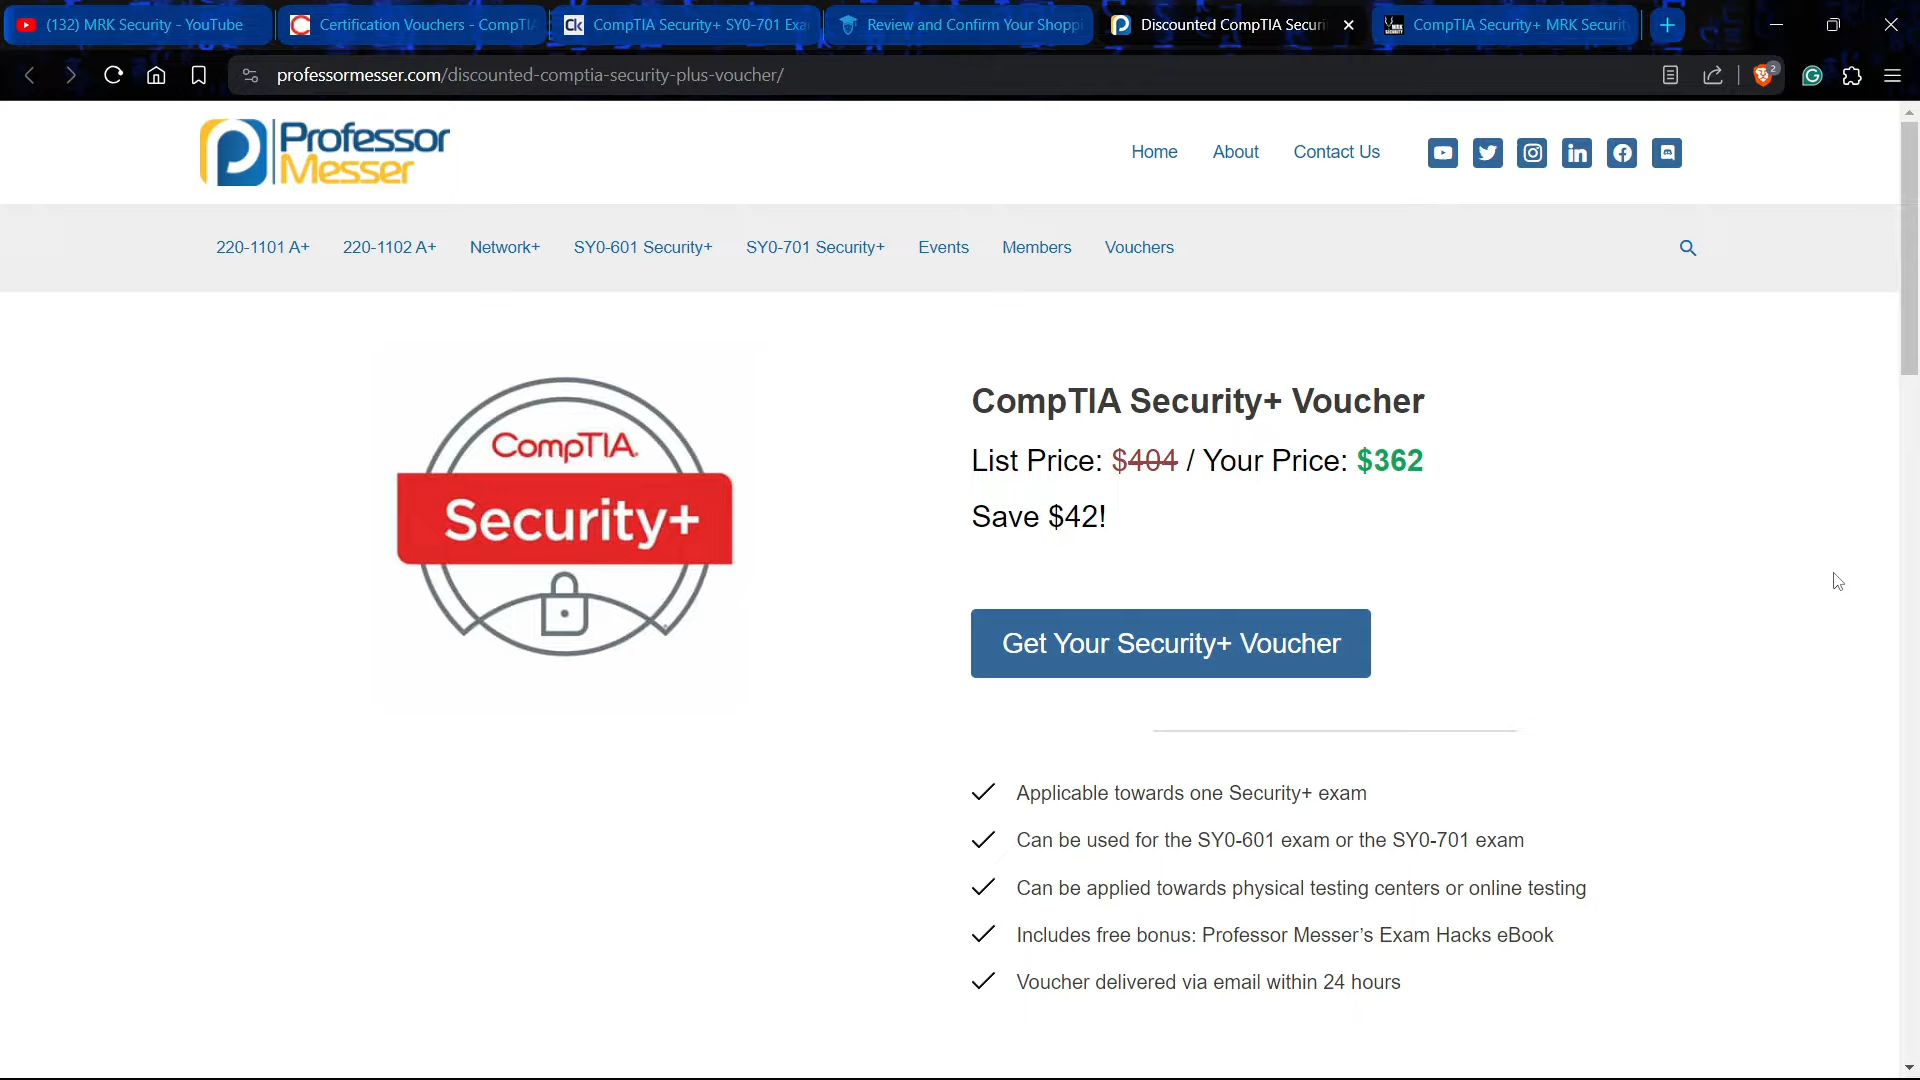 (132) MRK Security - YouTube
Certification Vouchers - CompTI
CompTIA Security+ SY0-701 Exa
Review and Confirm Your Shoppi
Discounted CompTIA Securi
CompTIA Security+ MRK Securit
professormesser.com/discounted-comptia-security-plus-voucher/
2
Professor
Messer
Home
About
Contact Us
220-1101 A+
220-1102 A+
Network+
SY0-601 Security+
SY0-701 Security+
Events
Members
Vouchers
CompTIA.
Security+
CompTIA Security+ Voucher
List Price: $404 / Your Price: $362
Save $42!
Get Your Security+ Voucher
Applicable towards one Security+ exam
Can be used for the SY0-601 exam or the SY0-701 exam
Can be applied towards physical testing centers or online testing
Includes free bonus: Professor Messer’s Exam Hacks eBook
Voucher delivered via email within 24 hours